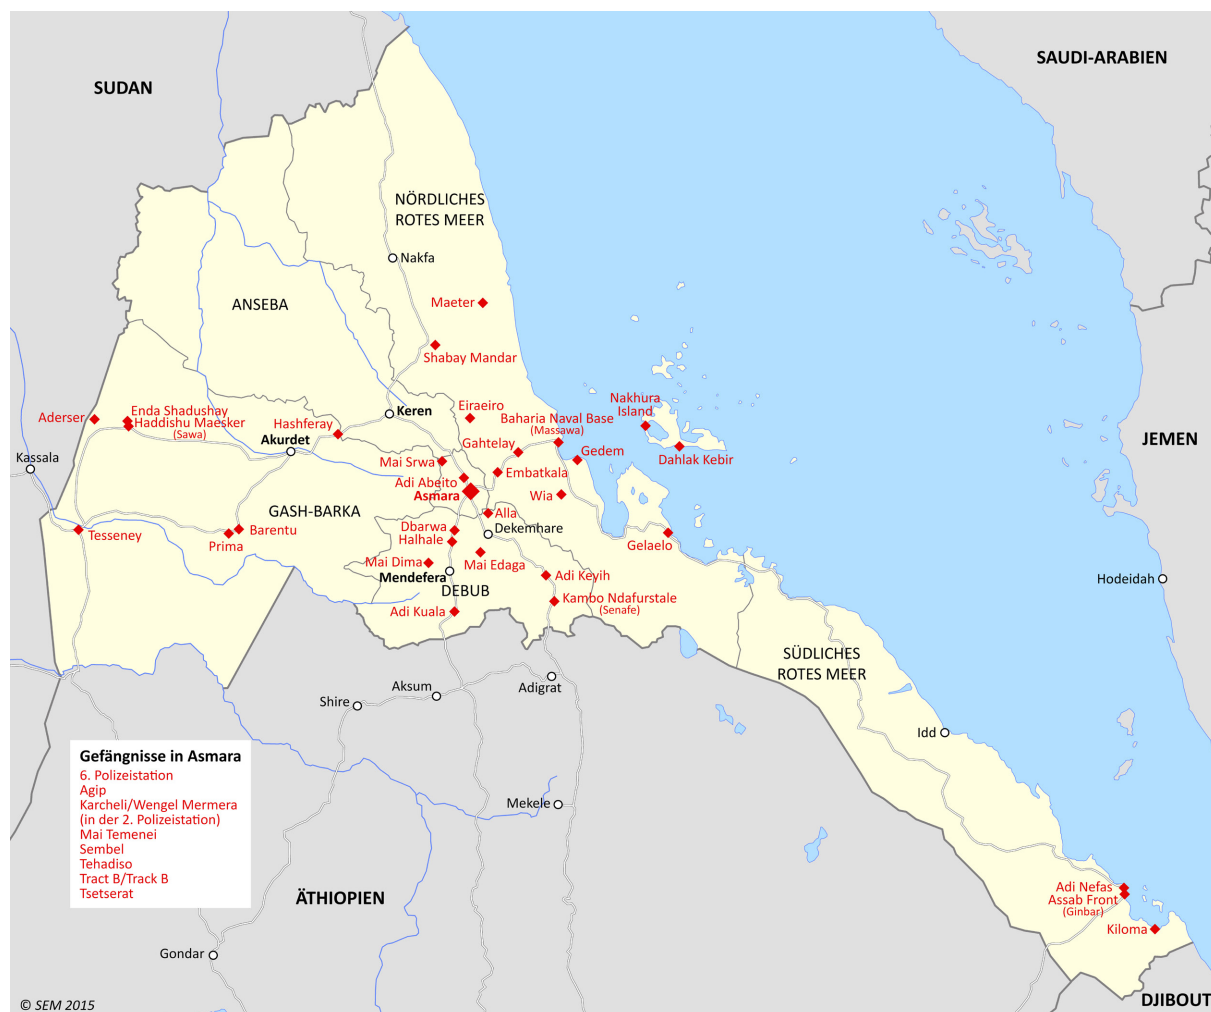 SAUDI-ARABIEN
SUDAN
NÖRDLICHES
ROTES MEER
Nakfa
ANSEBA
Maeter
Shabay Mandar
Nakhura
Island
Eiraeiro
Enda Shadushay
Aderser
Keren
Haddishu Maesker
(Sawa)
Hashferay
Baharia Naval Base
(Massawa)
Akurdet
Gahtelay
JEMEN
Gedem
Dahlak Kebir
Kassala
Mai Srwa
Embatkala
Adi Abeito
Asmara
Wia
GASH-BARKA
Alla
Dbarwa
Dekemhare
Barentu
Tesseney
Halhale
Prima
Gelaelo
Mai Dima
Mai Edaga
Mendefera
Adi Keyih
Hodeidah
DEBUB
Kambo Ndafurstale
(Senafe)
Adi Kuala
SÜDLICHES
ROTES MEER
Aksum
Adigrat
Shire
Idd
Gefängnisse in Asmara
6. Polizeistation
Agip
Karcheli/Wengel Mermera
(in der 2. Polizeistation)
Mai Temenei
Sembel
Tehadiso
Tract B/Track B
Tsetserat
Mekele
ÄTHIOPIEN
Adi Nefas
Assab Front
(Ginbar)
Kiloma
Gondar
DJIBOUT
© SEM 2015